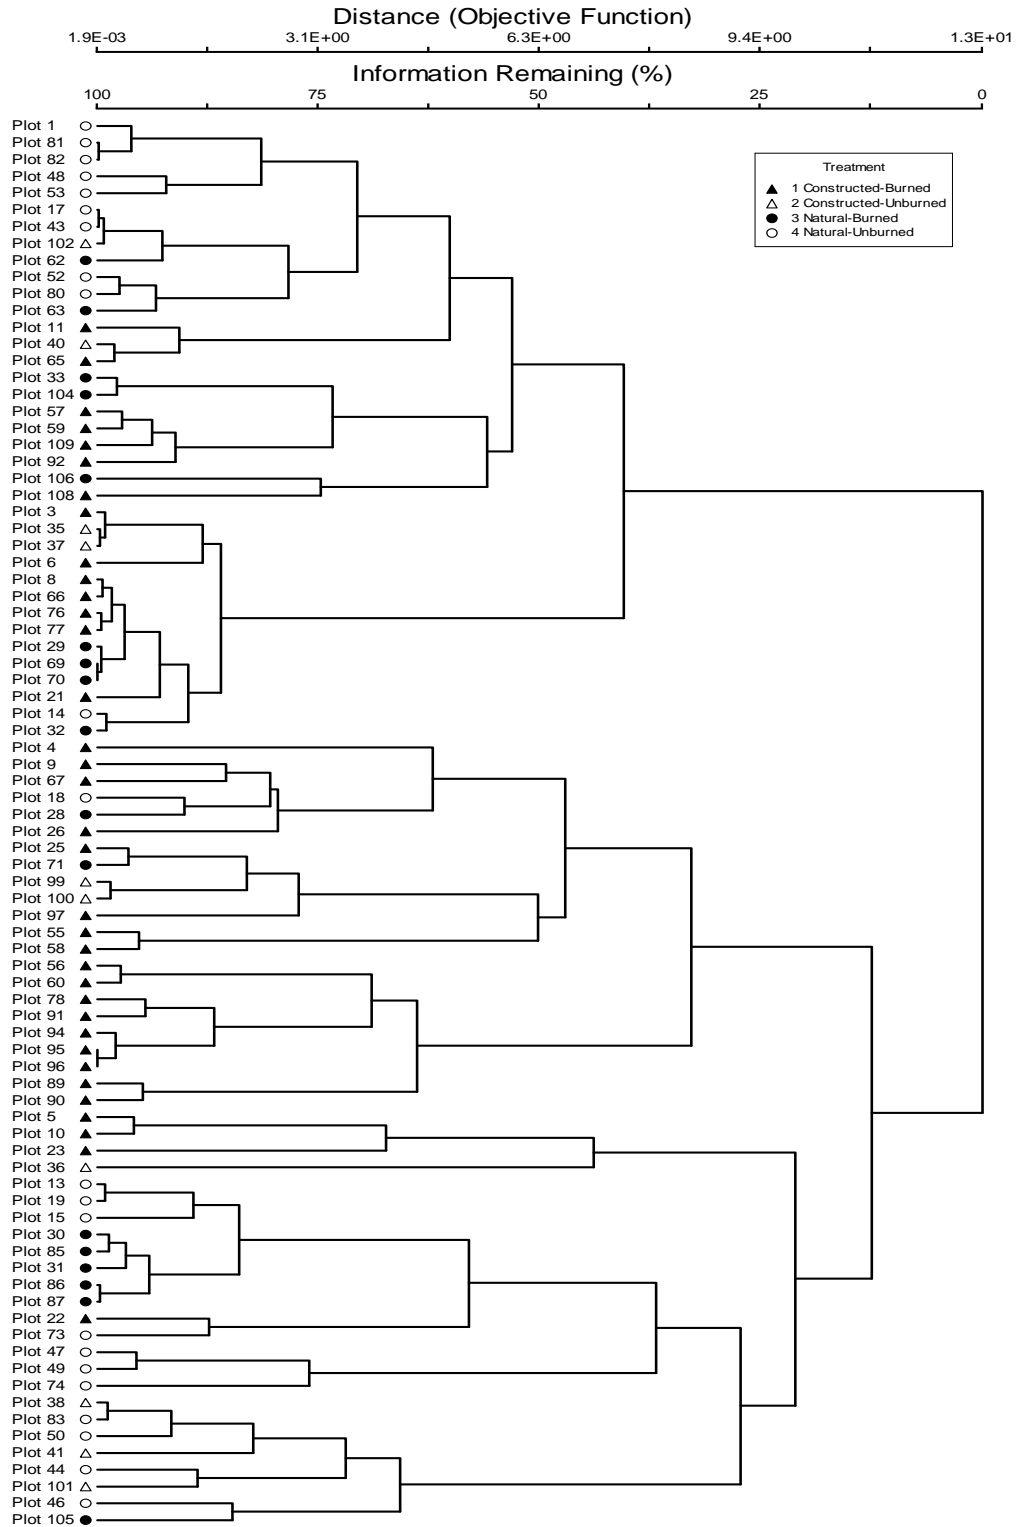 Distance (Objective Function)
1.9E-03 3.1E+00 6.3E+00 9.4E+00 1.3E+01
Information Remaining (%)
100 75 50 25 0
Treatment
1 Constructed-Burned
2 Constructed-Unburned
3 Natural-Burned
4 Natural-Unburned
Plot 1
Plot 81
Plot 82
Plot 48
Plot 53
Plot 17
Plot 43
Plot 102
Plot 62
Plot 52
Plot 80
Plot 63
Plot 11
Plot 40
Plot 65
Plot 33
Plot 104
Plot 57
Plot 59
Plot 109
Plot 92
Plot 106
Plot 108
Plot 3
Plot 35
Plot 37
Plot 6
Plot 8
Plot 66
Plot 76
Plot 77
Plot 29
Plot 69
Plot 70
Plot 21
Plot 14
Plot 32
Plot 4
Plot 9
Plot 67
Plot 18
Plot 28
Plot 26
Plot 25
Plot 71
Plot 99
Plot 100
Plot 97
Plot 55
Plot 58
Plot 56
Plot 60
Plot 78
Plot 91
Plot 94
Plot 95
Plot 96
Plot 89
Plot 90
Plot 5
Plot 10
Plot 23
Plot 36
Plot 13
Plot 19
Plot 15
Plot 30
Plot 85
Plot 31
Plot 86
Plot 87
Plot 22
Plot 73
Plot 47
Plot 49
Plot 74
Plot 38
Plot 83
Plot 50
Plot 41
Plot 44
Plot 101
Plot 46
Plot 105